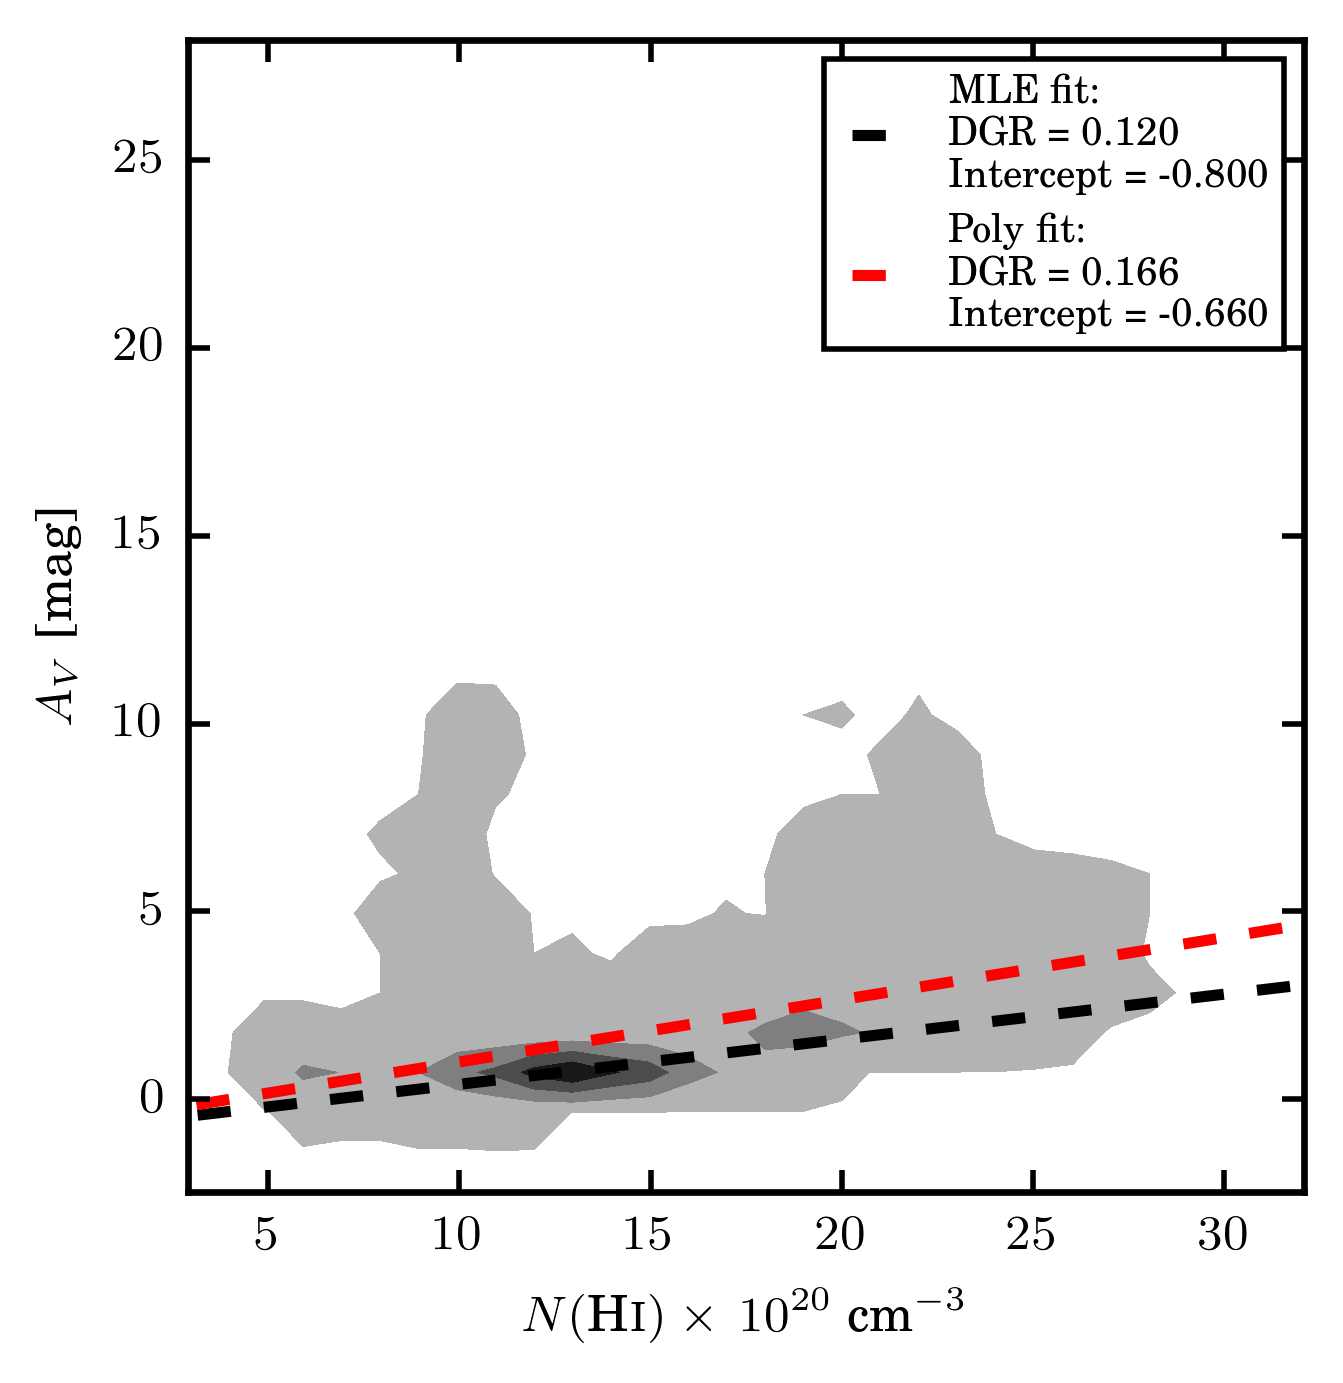 MLE fit:
DGR = 0.120
Intercept = -0.800
Poly fit:
DGR = 0.166
Intercept = -0.660
25
20
15
10
5
0
A_V [mag]
5 10 15 20 25 30
N(HI) × 10^20 cm^−3